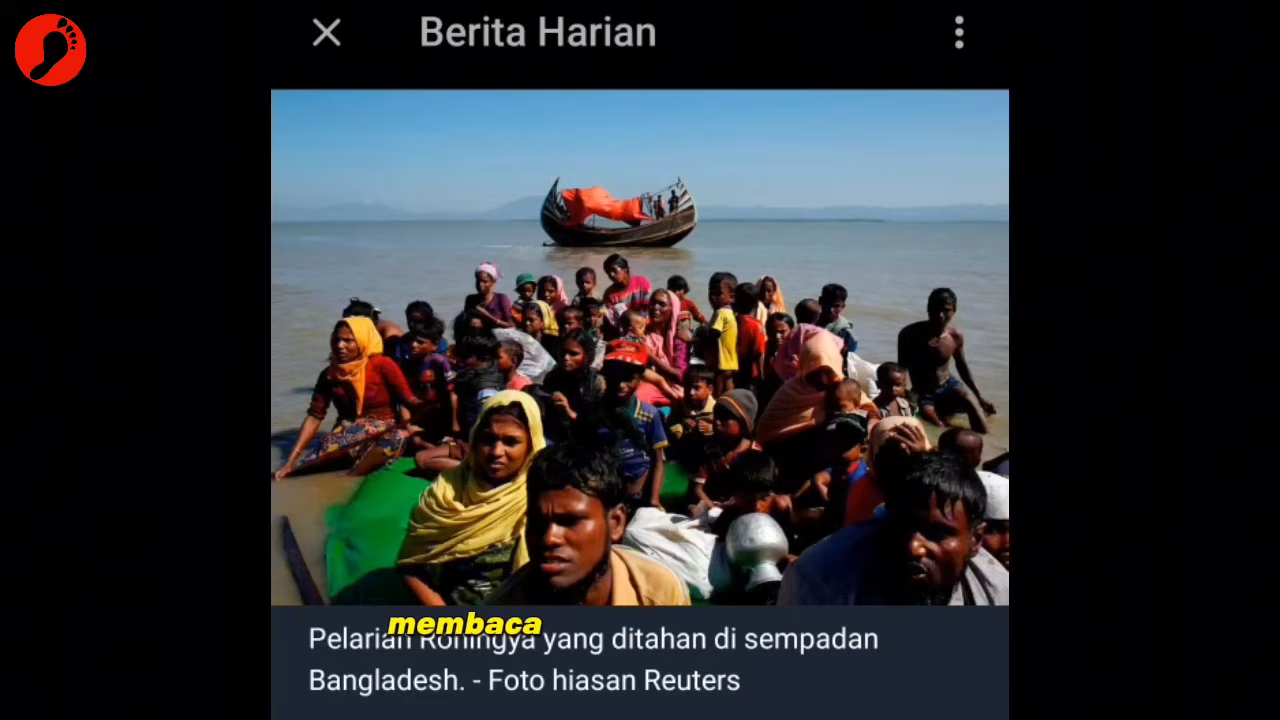 Berita Harian
membaca
Pelarian Rohingya yang ditahan di sempadan
Bangladesh. - Foto hiasan Reuters